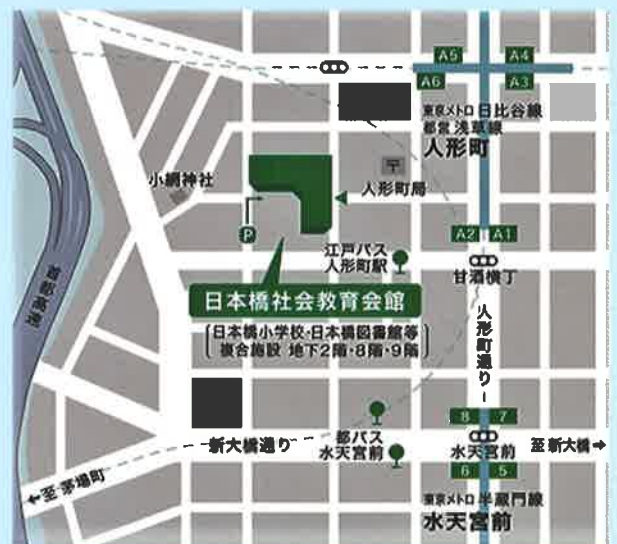 A5
A4
A6
A3
東京メトロ 日比谷線
都営 浅草線
人形町
小網神社
〒
人形町局
P
A2
A1
江戸バス
人形町駅
甘酒横丁
首都高速
日本橋社会教育会館
日本橋小学校・日本橋図書館等
複合施設 地下2階・8階・9階
人形町通り
8
7
新大橋通り
都バス
水天宮前
水天宮前
至 新大橋→
6
5
←至 茅場町
東京メトロ 半蔵門線
水天宮前